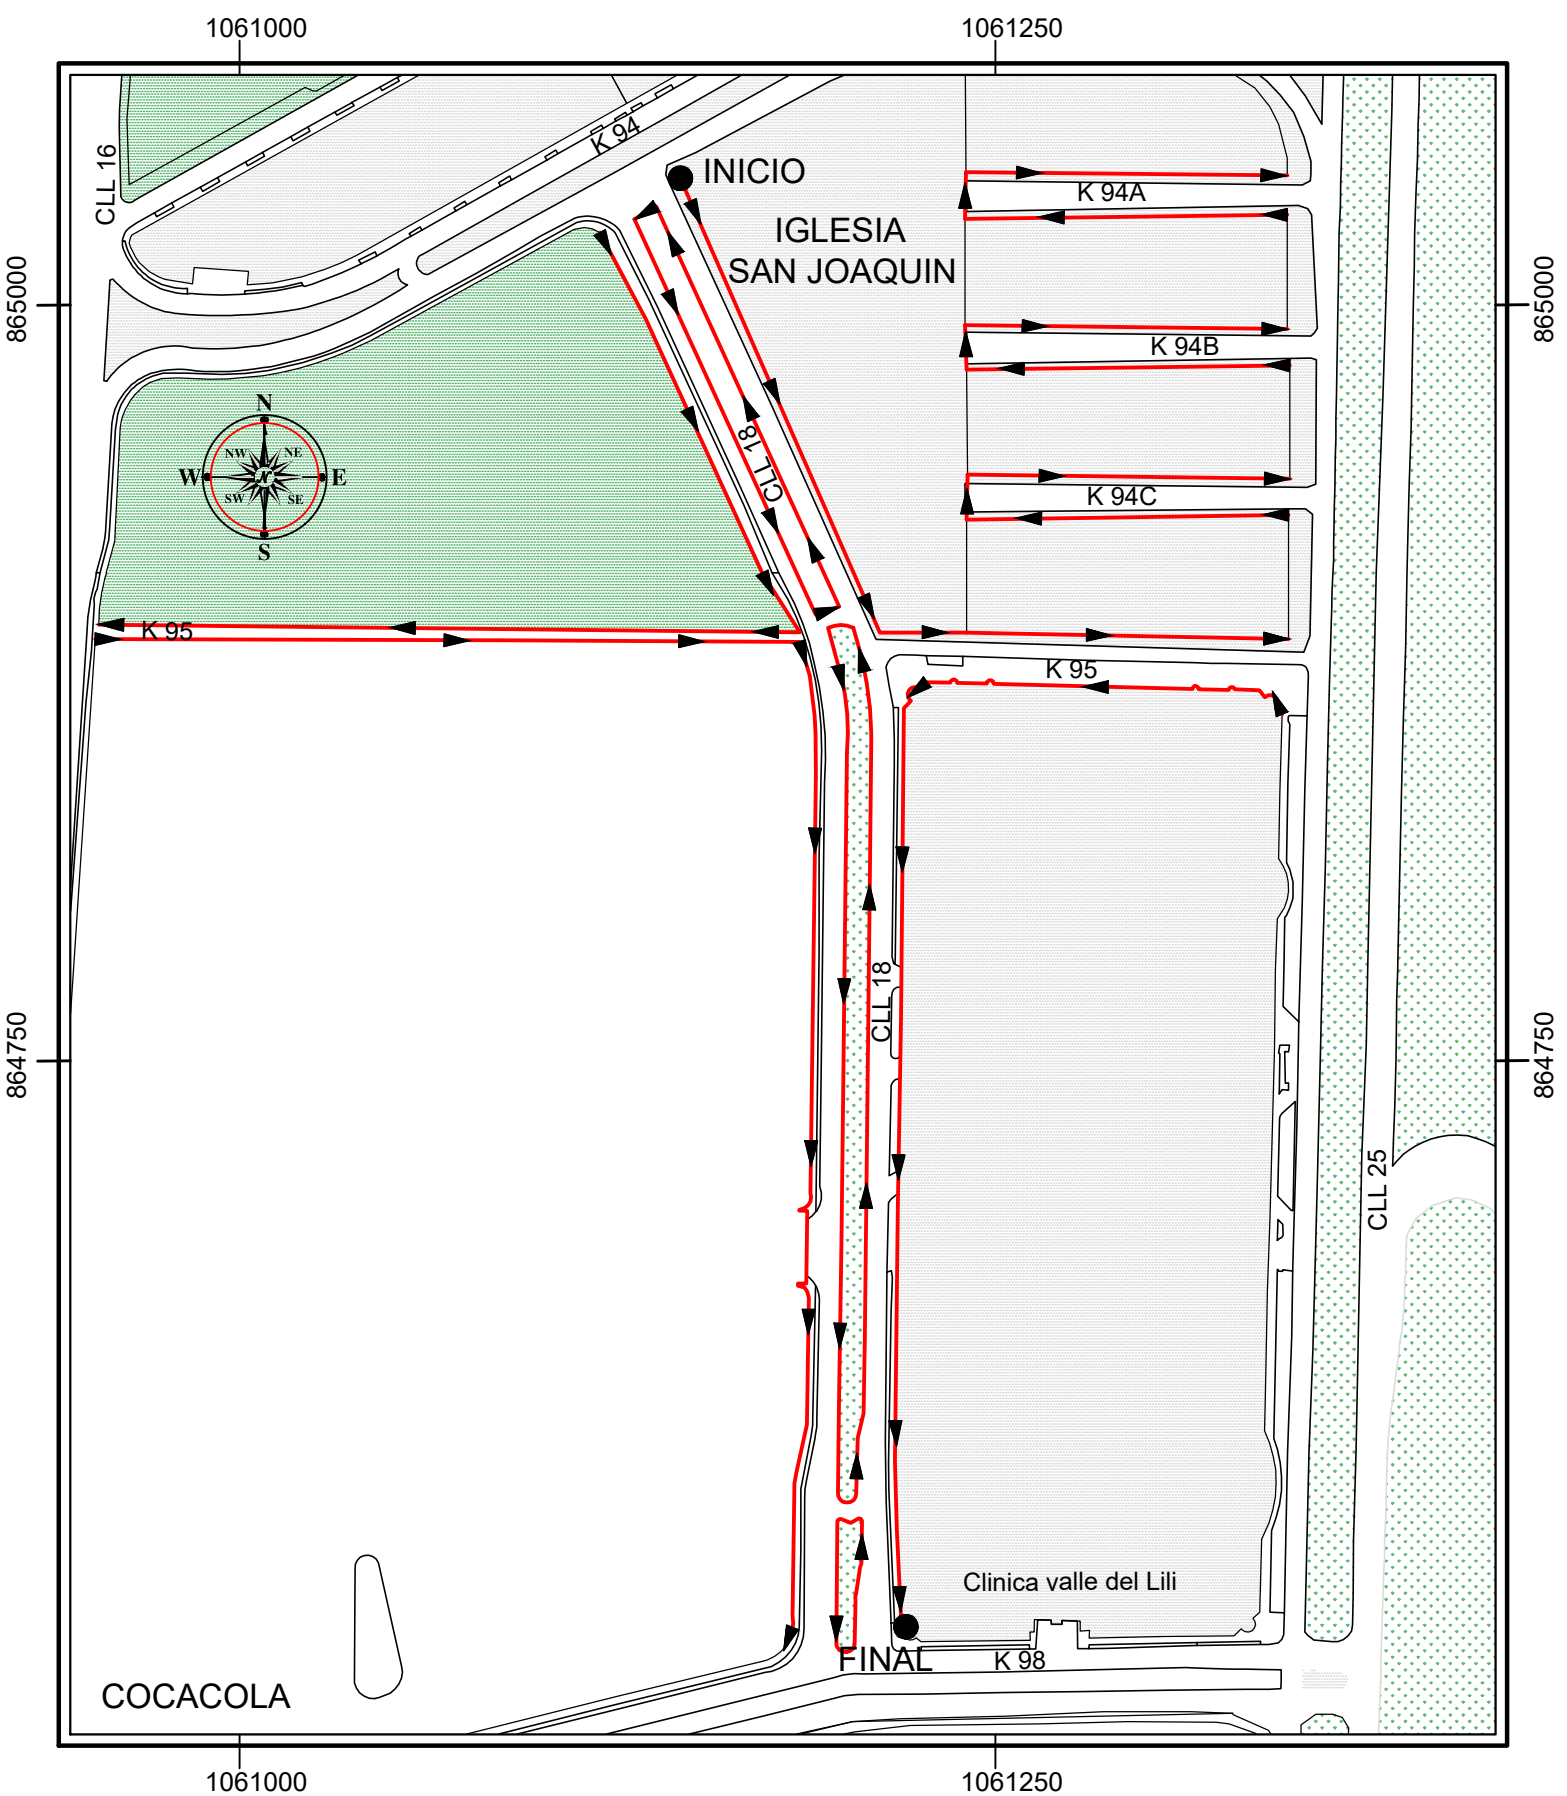 1061000
1061250
CLL 16
K 94
INICIO
K 94A
IGLESIA
SAN JOAQUIN
865000
865000
K 94B
N
NW
NE
W
N
E
SW
SE
S
CLL 18
K 94C
K 95
K 95
CLL 18
864750
864750
CLL 25
Clinica valle del Lili
FINAL
K 98
COCACOLA
1061000
1061250